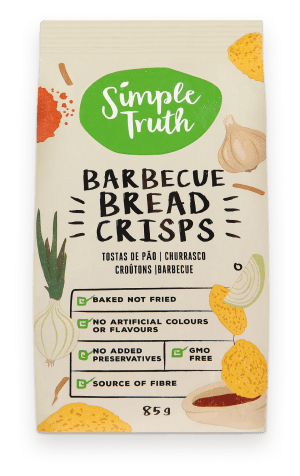 Simple
Truth
BARBECUE
BREAD
CRISPS
TOSTAS DE PÃO | CHURRASCO
CROÛTONS | BARBECUE
BAKED NOT FRIED
NO ARTIFICIAL COLOURS
OR FLAVOURS
NO ADDED
PRESERVATIVES
GMO
FREE
SOURCE OF FIBRE
85g